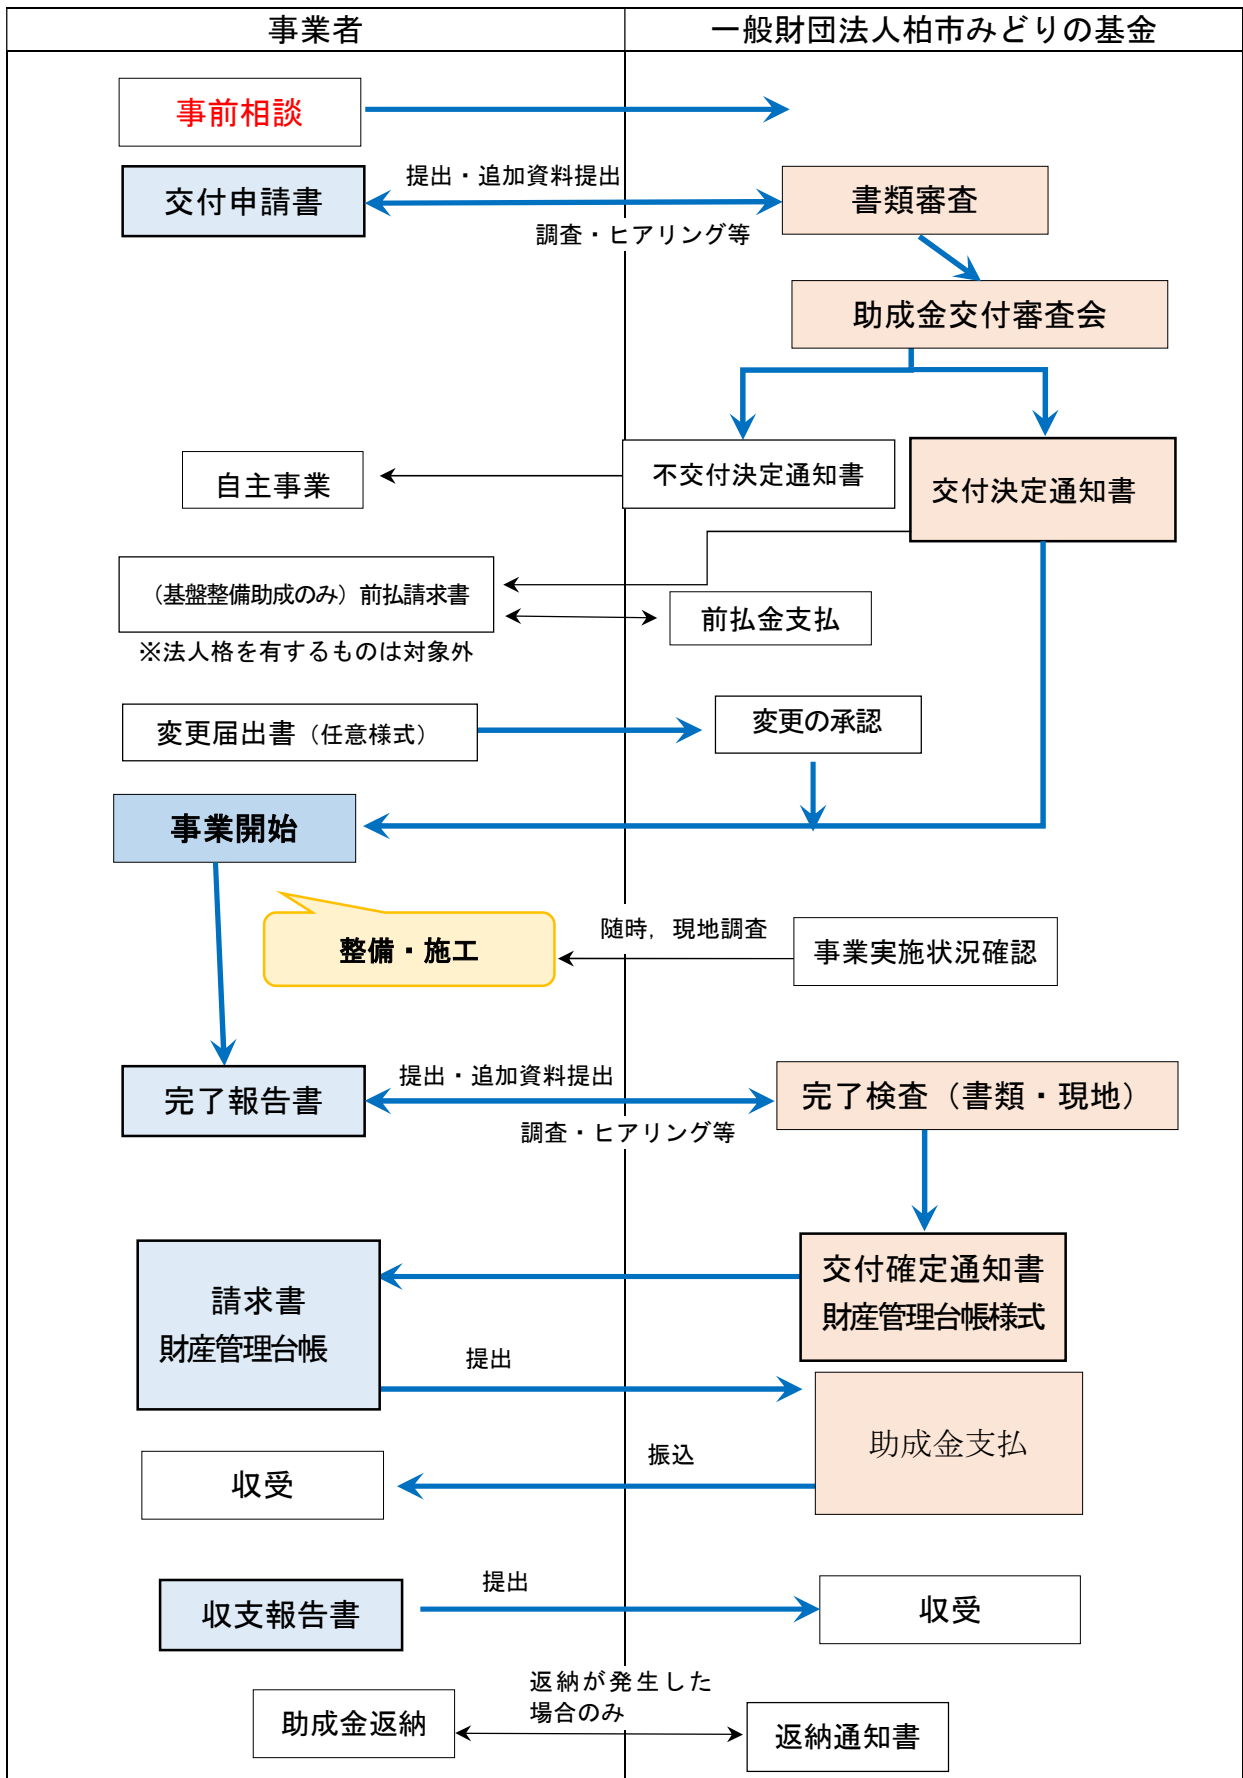 事業者
一般財団法人柏市みどりの基金
事前相談
提出・追加資料提出
交付申請書
書類審査
調査・ヒアリング等
助成金交付審査会
不交付決定通知書
交付決定通知書
自主事業
（基盤整備助成のみ）前払請求書
前払金支払
※法人格を有するものは対象外
変更届出書（任意様式）
変更の承認
事業開始
整備・施工
随時，現地調査
事業実施状況確認
提出・追加資料提出
完了報告書
完了検査（書類・現地）
調査・ヒアリング等
交付確定通知書
財産管理台帳様式
請求書
財産管理台帳
提出
助成金支払
振込
収受
提出
収支報告書
収受
返納が発生した
場合のみ
助成金返納
返納通知書